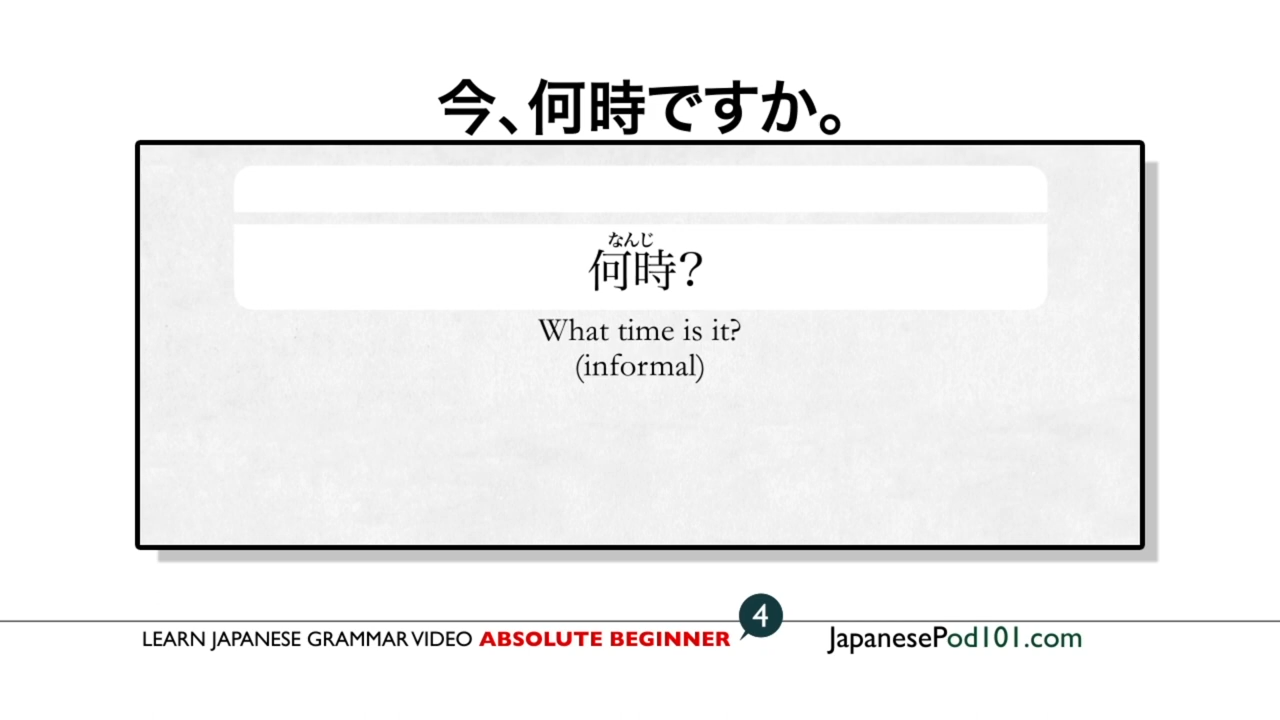 今、何時ですか。
なんじ
何時?
What time is it?
(informal)
4
LEARN JAPANESE GRAMMAR VIDEO ABSOLUTE BEGINNER
JapanesePod101.com